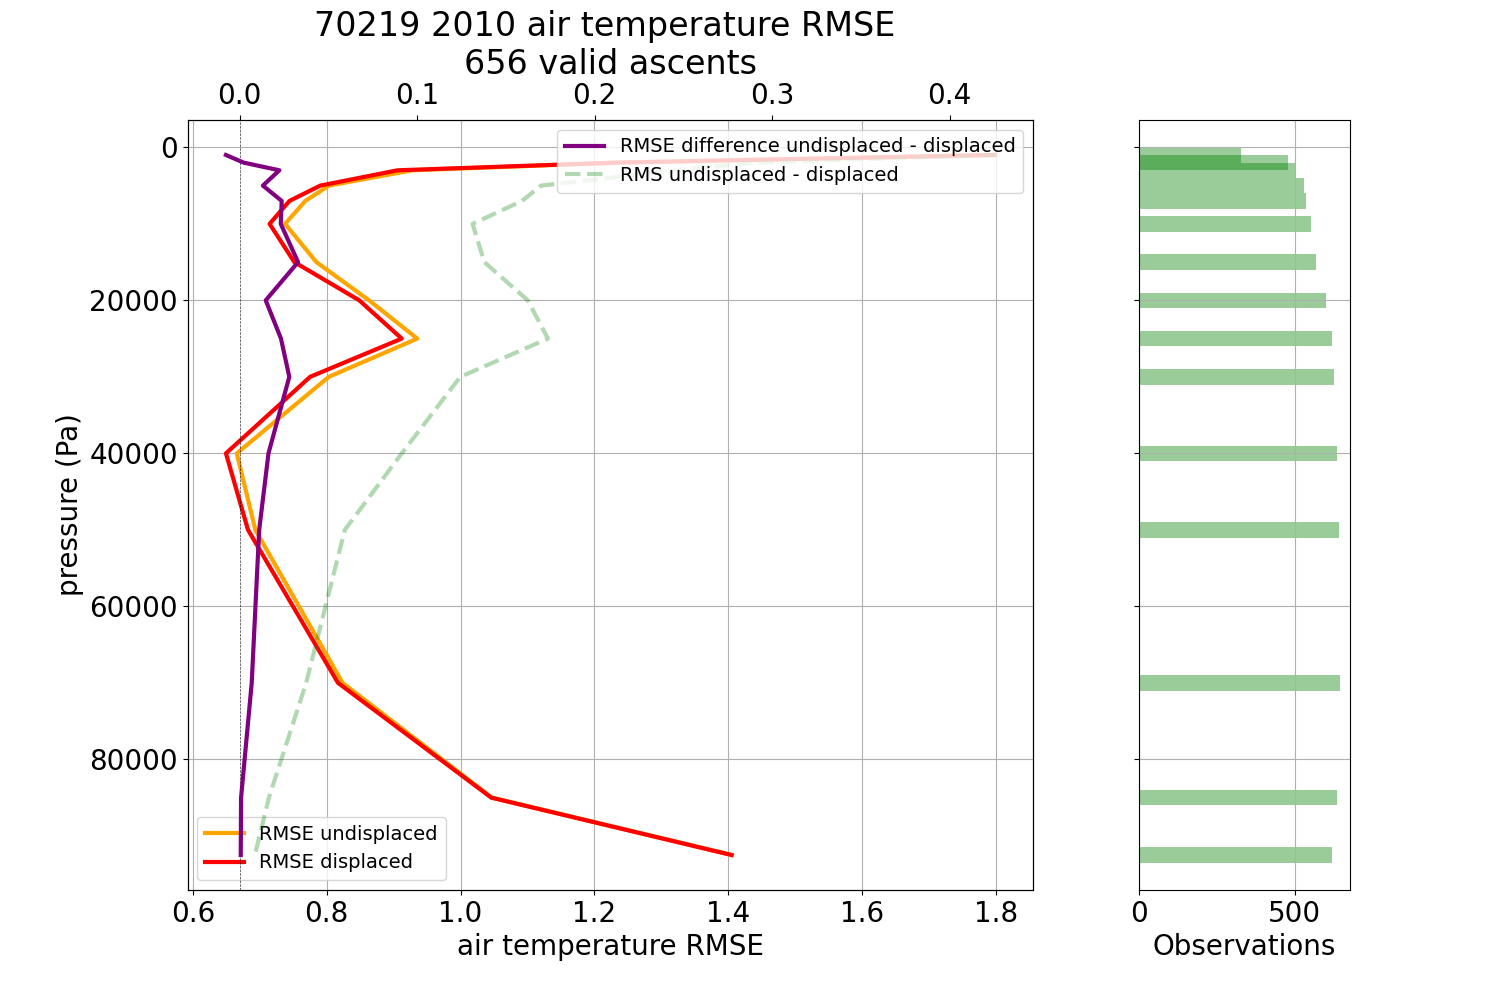 70219 2010 air temperature RMSE
656 valid ascents
0.0 0.1 0.2 0.3 0.4
RMSE difference undisplaced - displaced
RMS undisplaced - displaced
0
20000
40000
60000
80000
pressure (Pa)
RMSE undisplaced
RMSE displaced
0.6 0.8 1.0 1.2 1.4 1.6 1.8
air temperature RMSE
0 500
Observations